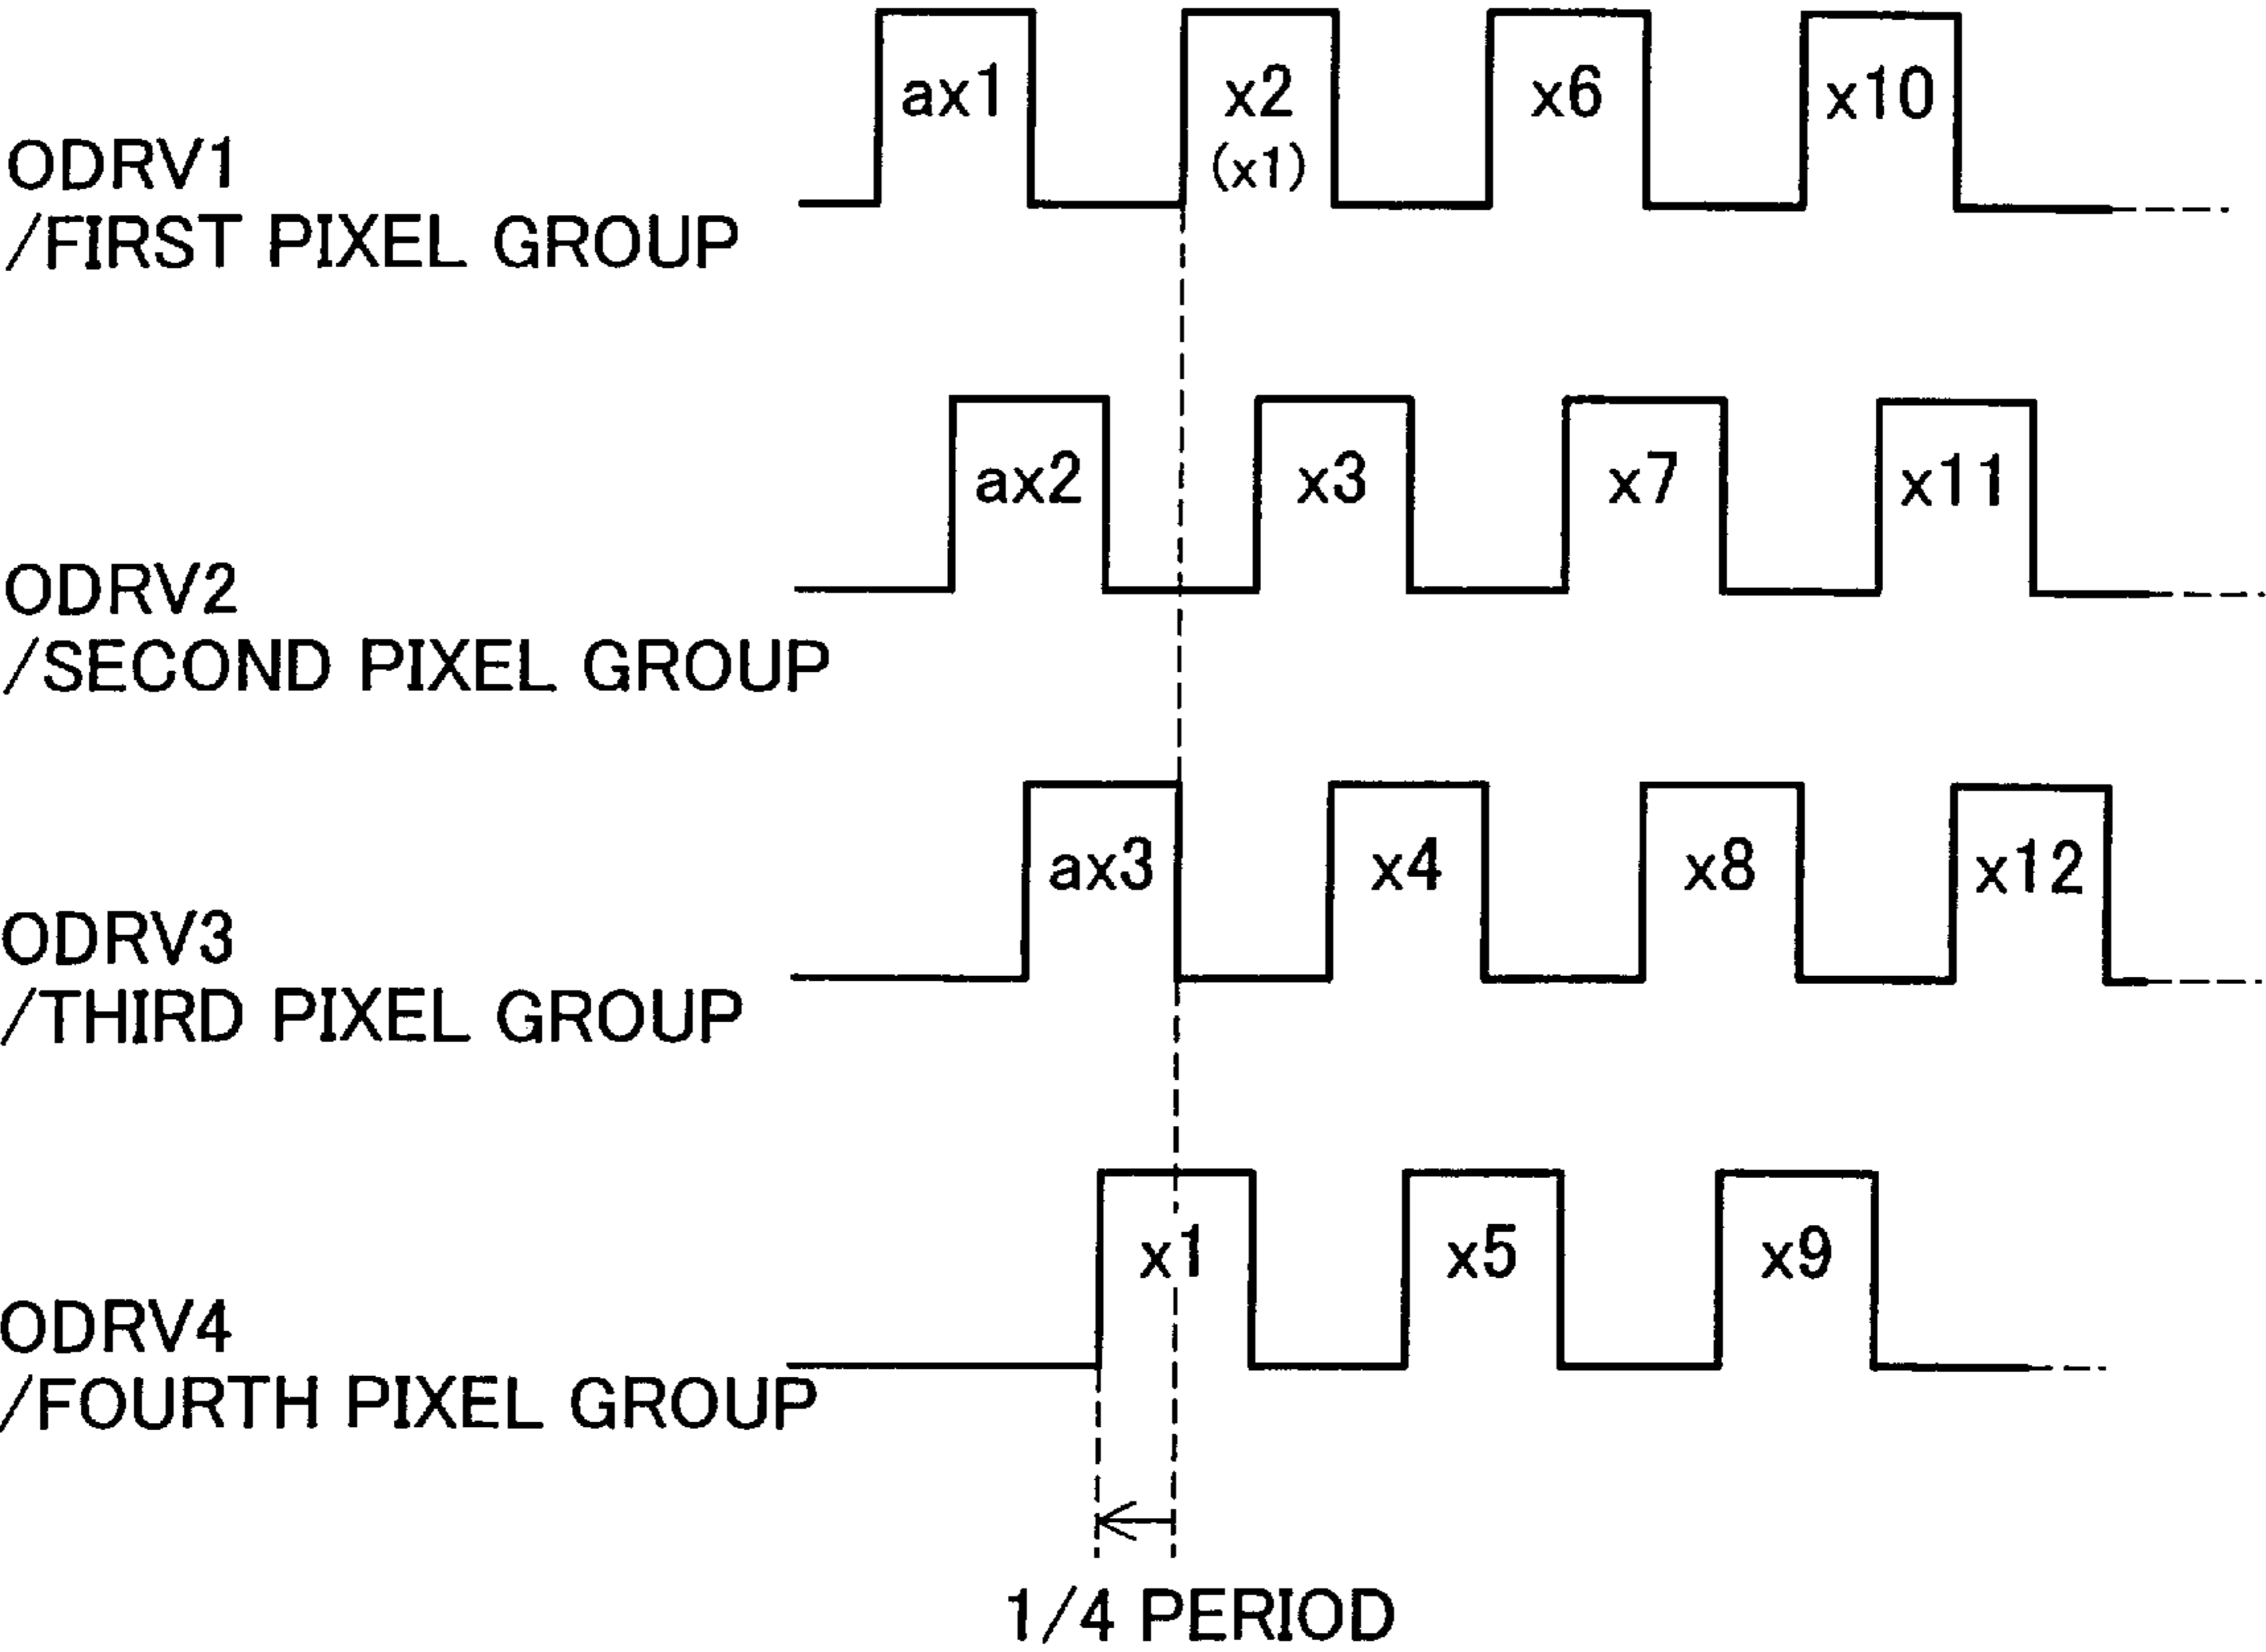 ax1 x2 x6 x10
(x1)
ODRV1
/FIRST PIXEL GROUP
ax2 x3 x7 x11
ODRV2
/SECOND PIXEL GROUP
ax3 x4 x8 x12
ODRV3
/THIRD PIXEL GROUP
x1 x5 x9
ODRV4
/FOURTH PIXEL GROUP
1/4 PERIOD